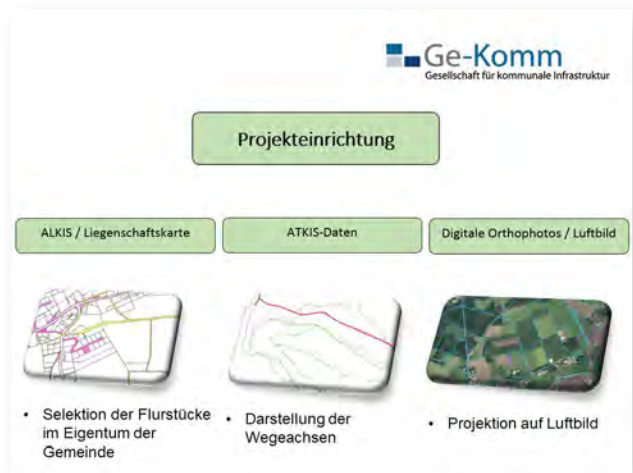 Ge-Komm
Gesellschaft für kommunale Infrastruktur
Projekteinrichtung
ALKIS / Liegenschaftskarte
ATKIS-Daten
Digitale Orthophotos / Luftbild
• Selektion der Flurstücke
im Eigentum der
Gemeinde
• Darstellung der
Wegeachsen
• Projektion auf Luftbild